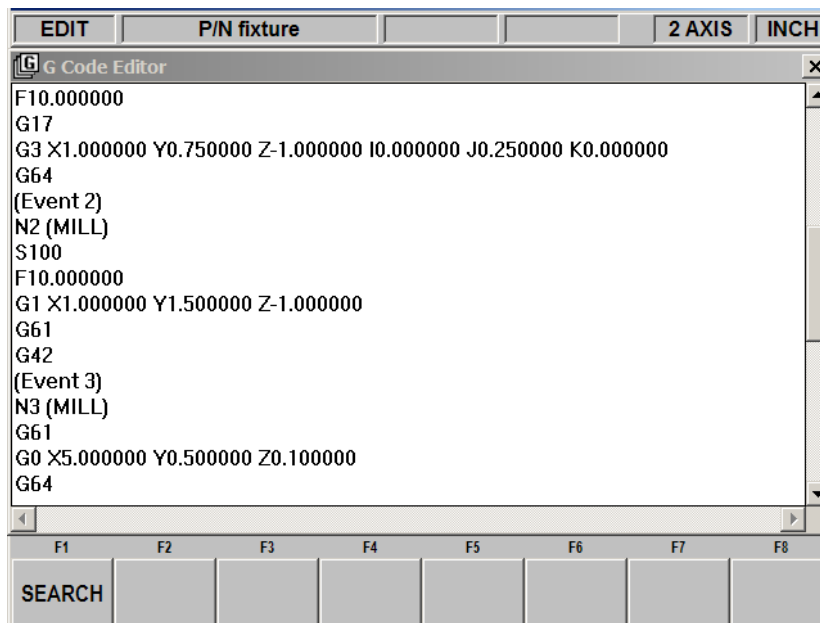 EDIT P/N fixture 2 AXIS INCH
G G Code Editor
F10.000000
G17
G3 X1.000000 Y0.750000 Z-1.000000 I0.000000 J0.250000 K0.000000
G64
(Event 2)
N2 (MILL)
S100
F10.000000
G1 X1.000000 Y1.500000 Z-1.000000
G61
G42
(Event 3)
N3 (MILL)
G61
G0 X5.000000 Y0.500000 Z0.100000
G64
F1 F2 F3 F4 F5 F6 F7 F8
SEARCH